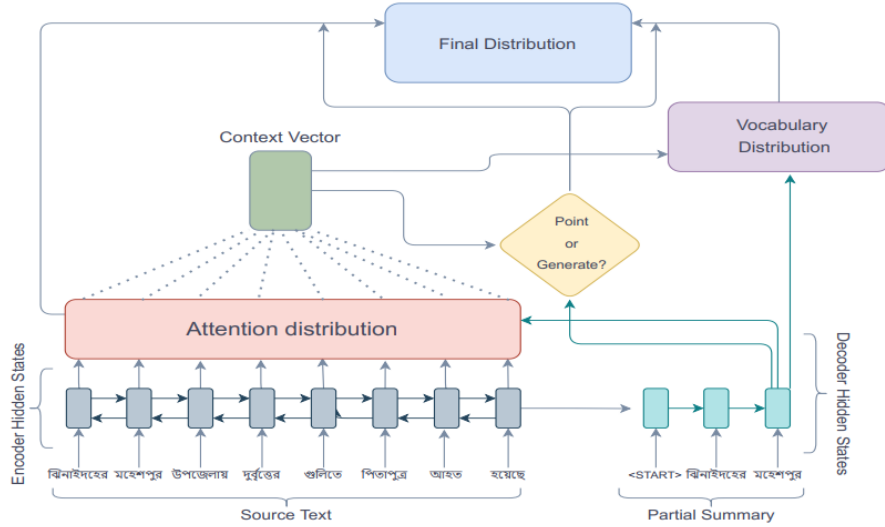 Final Distribution
Vocabulary
Distribution
Context Vector
Point
or
Generate?
Attention distribution
Encoder Hidden States
Decoder Hidden States
ঝিনাইদহের মহেশপুর উপজেলায় দুর্বৃত্তের গুলিতে পিতাপুত্র আহত হয়েছে
<START> ঝিনাইদহের মহেশপুর
Source Text
Partial Summary